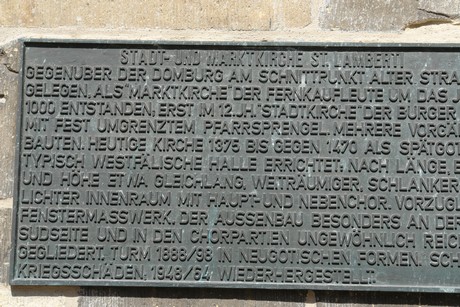 STADT- UND MARKTKIRCHE ST. LAMBERTI
GEGENÜBER DER DOMBURG AM SCHNITTPUNKT ALTER STRA
GELEGEN. ALS "MARKTKIRCHE" DER FERNKAUFLEUTE UM DAS J
1000 ENTSTANDEN. ERST IM 12. JH. STADTKIRCHE DER BÜRGER
MIT FEST UMGRENZTEM PFARRSPRENGEL. MEHRERE VORGÄ
BAUTEN. HEUTIGE KIRCHE 1375 BIS GEGEN 1470 ALS SPÄTGOT
TYPISCH WESTFÄLISCHE HALLE ERRICHTET. NACH LÄNGE,
UND HÖHE ETWA GLEICHLANG, WEITRÄUMIGER, SCHLANKER
LICHTER INNENRAUM MIT HAUPT- UND NEBENCHOR. VORZÜGL
FENSTERMASSWERK. DER AUSSENBAU BESONDERS AN DE
SÜDSEITE UND IN DEN CHORPARTIEN UNGEWÖHNLICH REICH
GEGLIEDERT. TURM 1888/98 IN NEUGOTISCHEN FORMEN. SCH
KRIEGSSCHÄDEN, 1948/64 WIEDERHERGESTELLT.